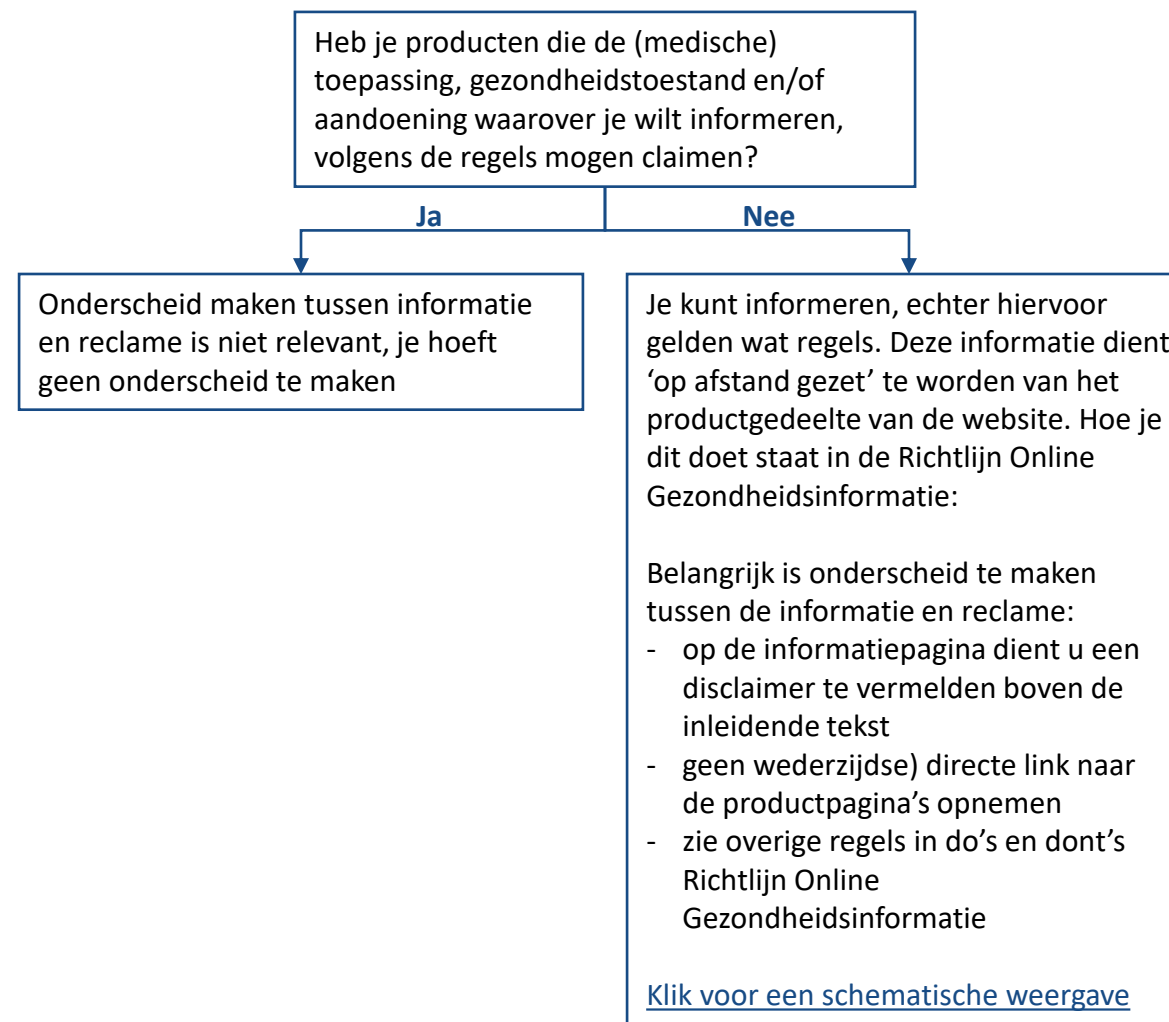 Heb je producten die de (medische)
toepassing, gezondheidstoestand en/of
aandoening waarover je wilt informeren,
volgens de regels mogen claimen?
Ja
Nee
Onderscheid maken tussen informatie
en reclame is niet relevant, je hoeft
geen onderscheid te maken
Je kunt informeren, echter hiervoor
gelden wat regels. Deze informatie dient
‘op afstand gezet’ te worden van het
productgedeelte van de website. Hoe je
dit doet staat in de Richtlijn Online
Gezondheidsinformatie:
Belangrijk is onderscheid te maken
tussen de informatie en reclame:
- op de informatiepagina dient u een
disclaimer te vermelden boven de
inleidende tekst
- geen wederzijdse) directe link naar
de productpagina’s opnemen
- zie overige regels in do’s en dont’s
Richtlijn Online
Gezondheidsinformatie
Klik voor een schematische weergave